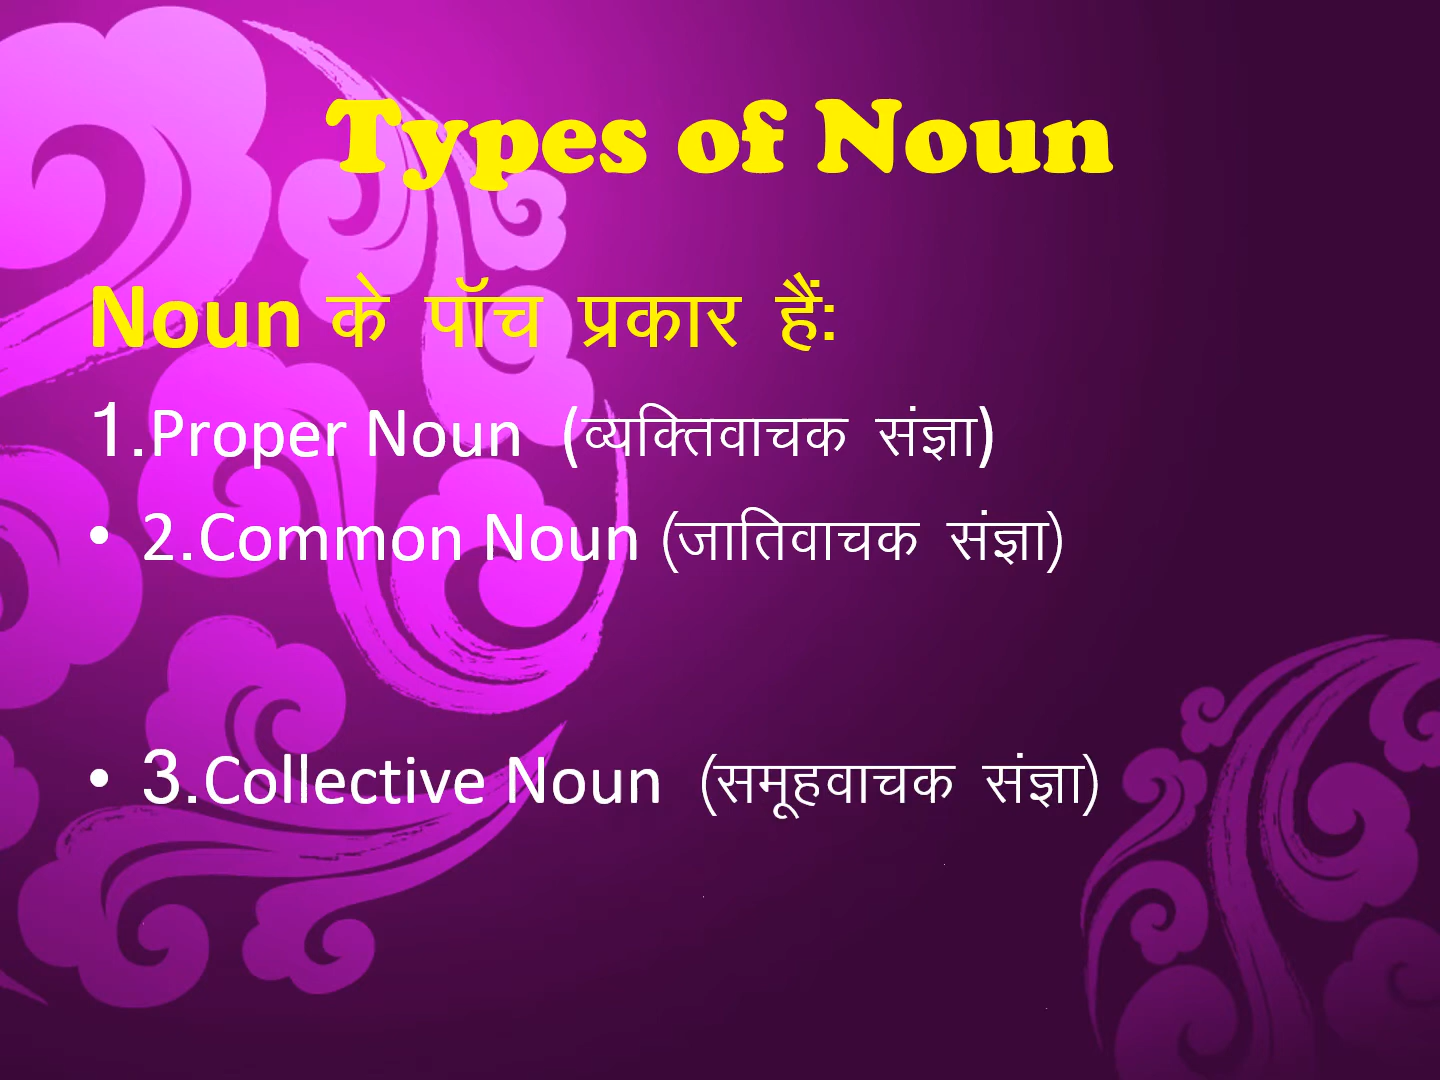 Types of Noun
Noun के पॉच प्रकार हैं:
1.Proper Noun (व्यक्तिवाचक संज्ञा)
• 2.Common Noun (जातिवाचक संज्ञा)
• 3.Collective Noun (समूहवाचक संज्ञा)